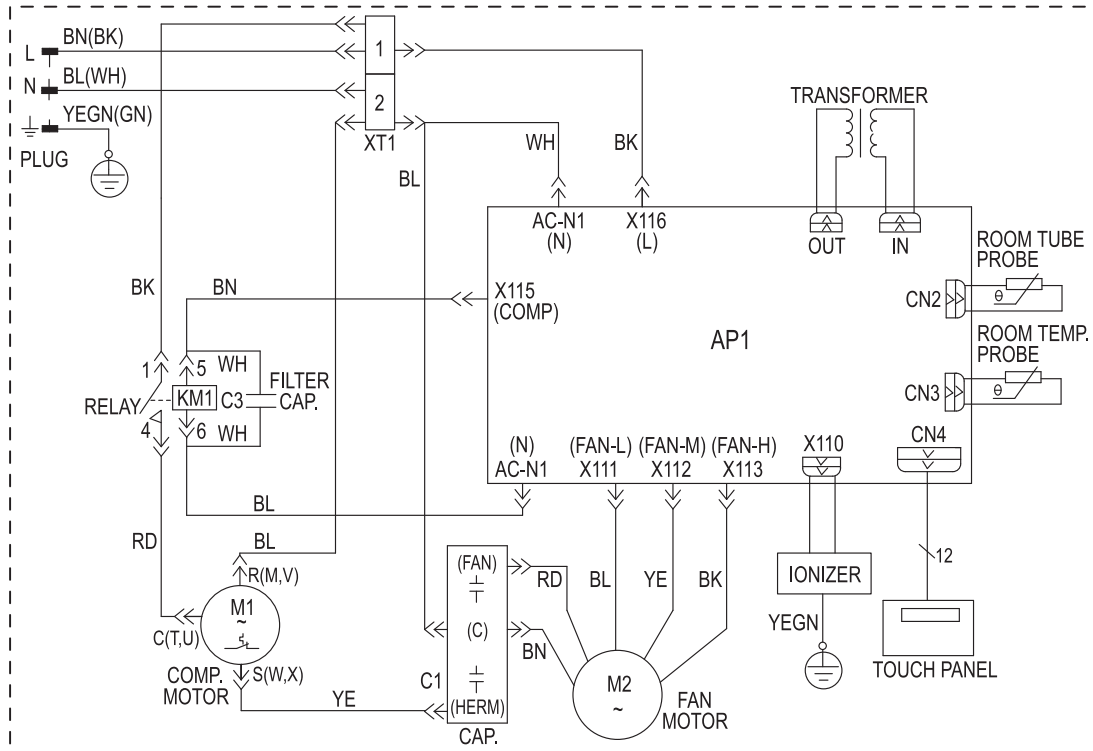 BN(BK)
L
1
BL(WH)
N
2
YEGN(GN)
PLUG
XT1
TRANSFORMER
WH
BK
BL
AC-N1
(N)
X116
(L)
OUT
IN
ROOM TUBE
PROBE
CN2
θ
BK
BN
X115
(COMP)
AP1
ROOM TEMP.
PROBE
CN3
θ
1
5
WH
RELAY
KM1
C3
FILTER
CAP.
4
6
WH
(N)
AC-N1
(FAN-L)
X111
(FAN-M)
X112
(FAN-H)
X113
X110
CN4
BL
RD
BL
R(M,V)
(FAN)
RD
BL
YE
BK
IONIZER
12
M1
~
C(T,U)
(C)
BN
YEGN
COMP.
MOTOR
S(W,X)
YE
C1
(HERM)
CAP.
M2
~
FAN
MOTOR
TOUCH PANEL